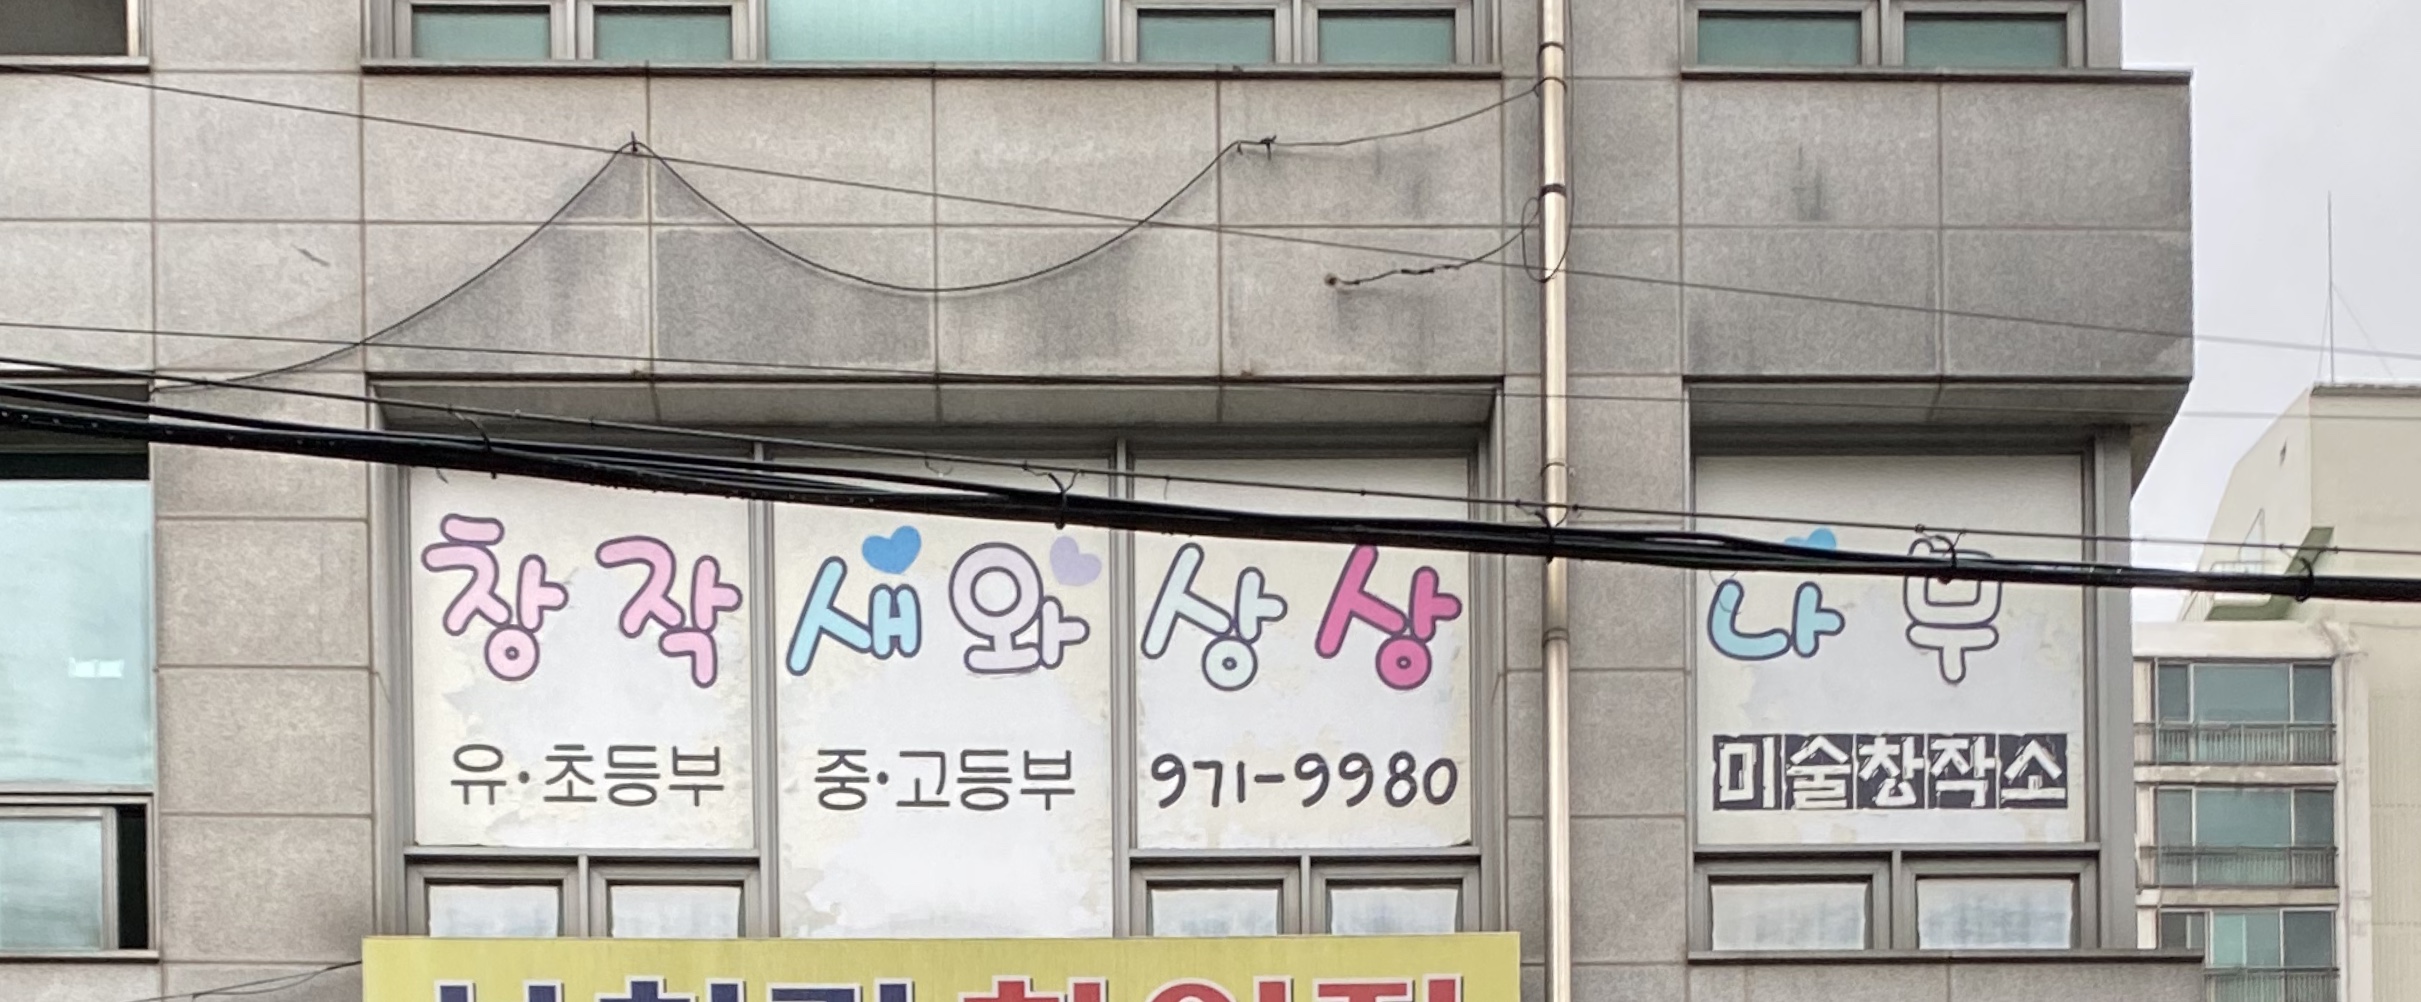 창작 새와 상상 나무
유·초등부 중·고등부 971-9980 미술창작소